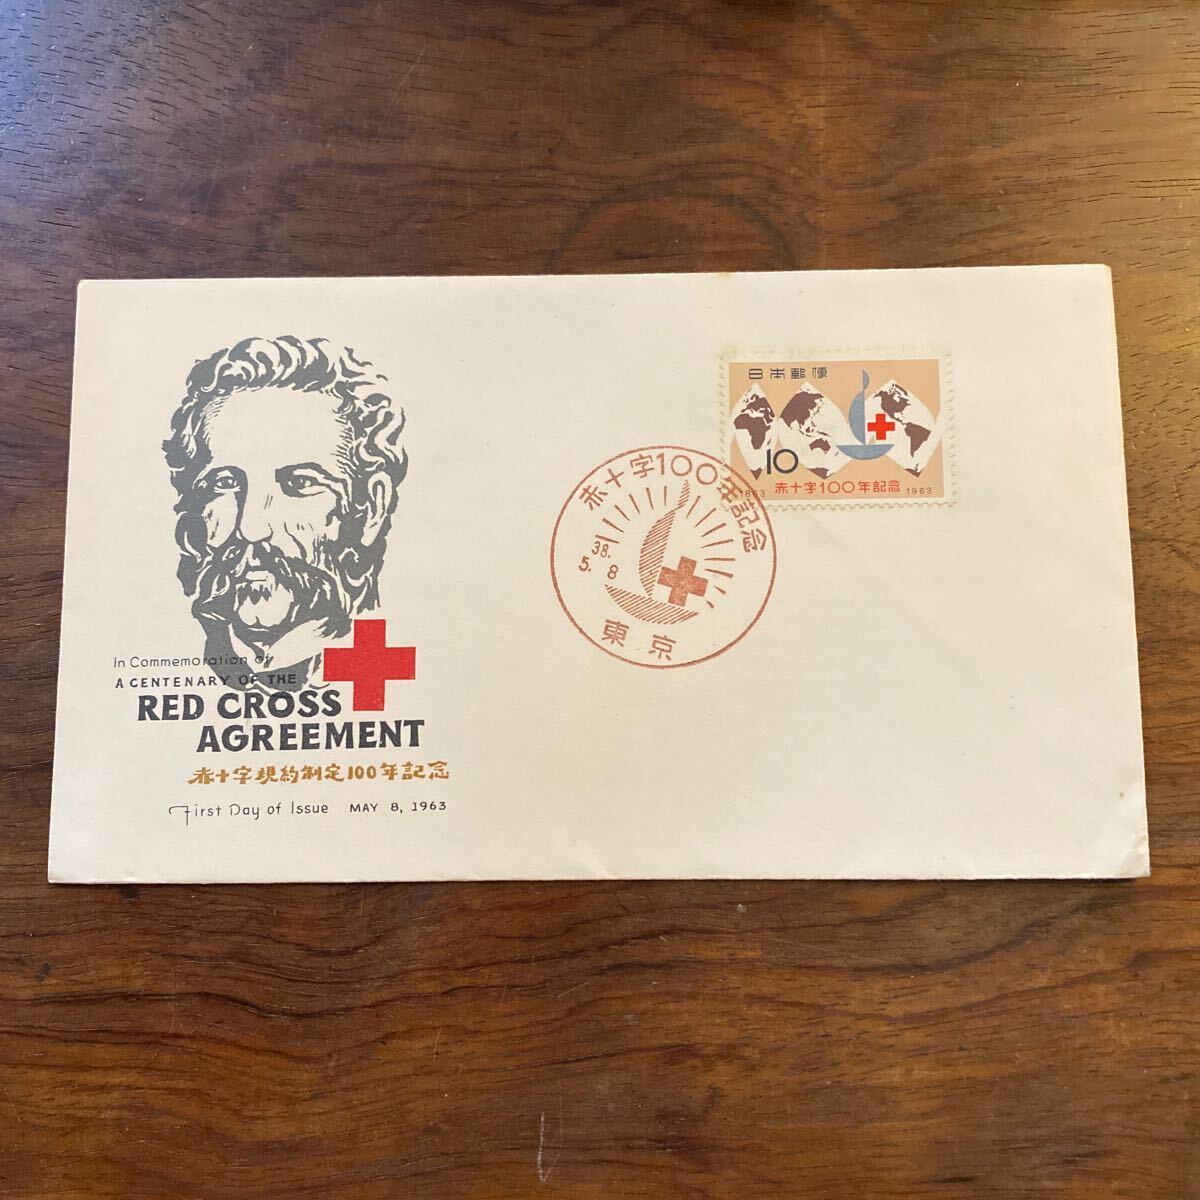 日本郵便
10
1863 赤十字100年記念 1963
赤十字100年記念
38.
5. 8
東京
In Commemoration of
A CENTENARY OF THE
RED CROSS
AGREEMENT
赤十字規約制定100年記念
First Day of Issue MAY 8, 1963